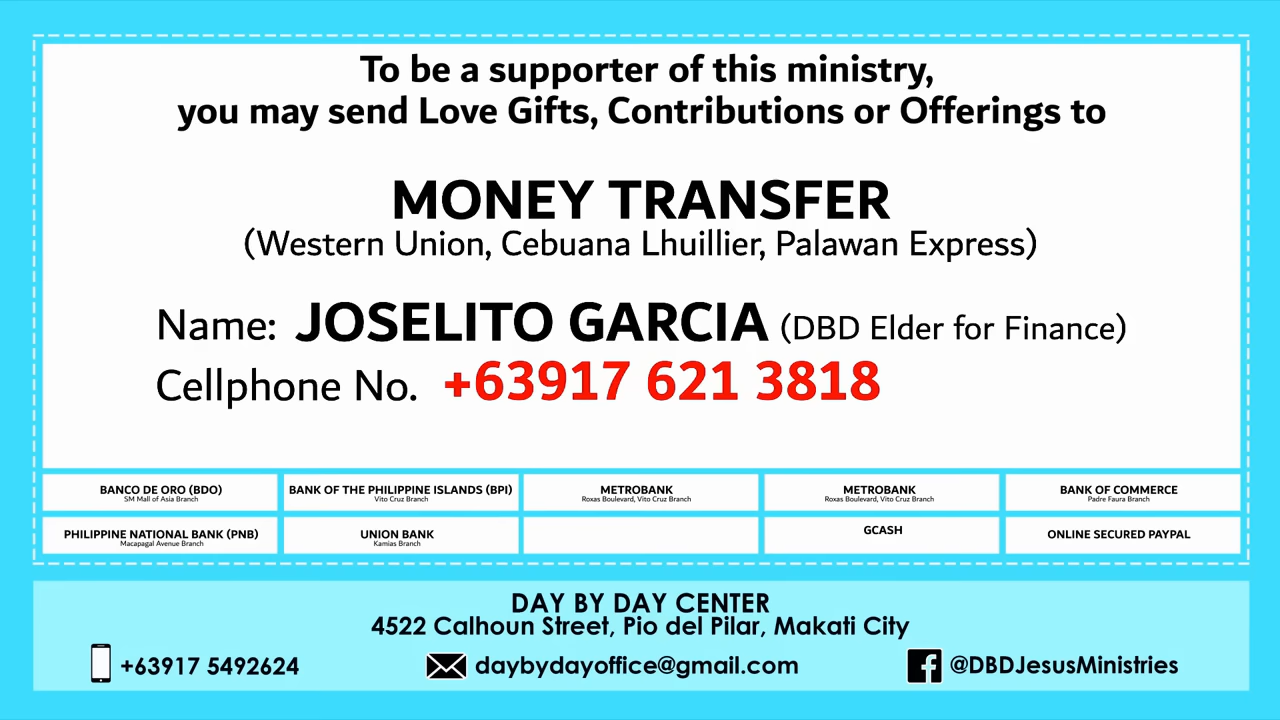 To be a supporter of this ministry,
you may send Love Gifts, Contributions or Offerings to
MONEY TRANSFER
(Western Union, Cebuana Lhuillier, Palawan Express)
Name: JOSELITO GARCIA (DBD Elder for Finance)
Cellphone No. +63917 621 3818
BANCO DE ORO (BDO)
SM Mall of Asia Branch
BANK OF THE PHILIPPINE ISLANDS (BPI)
Vito Cruz Branch
METROBANK
Roxas Boulevard, Vito Cruz Branch
METROBANK
Roxas Boulevard, Vito Cruz Branch
BANK OF COMMERCE
Padre Faura Branch
PHILIPPINE NATIONAL BANK (PNB)
Macapagal Avenue Branch
UNION BANK
Kamias Branch
GCASH
ONLINE SECURED PAYPAL
DAY BY DAY CENTER
4522 Calhoun Street, Pio del Pilar, Makati City
+63917 5492624
daybydayoffice@gmail.com
@DBDJesusMinistries